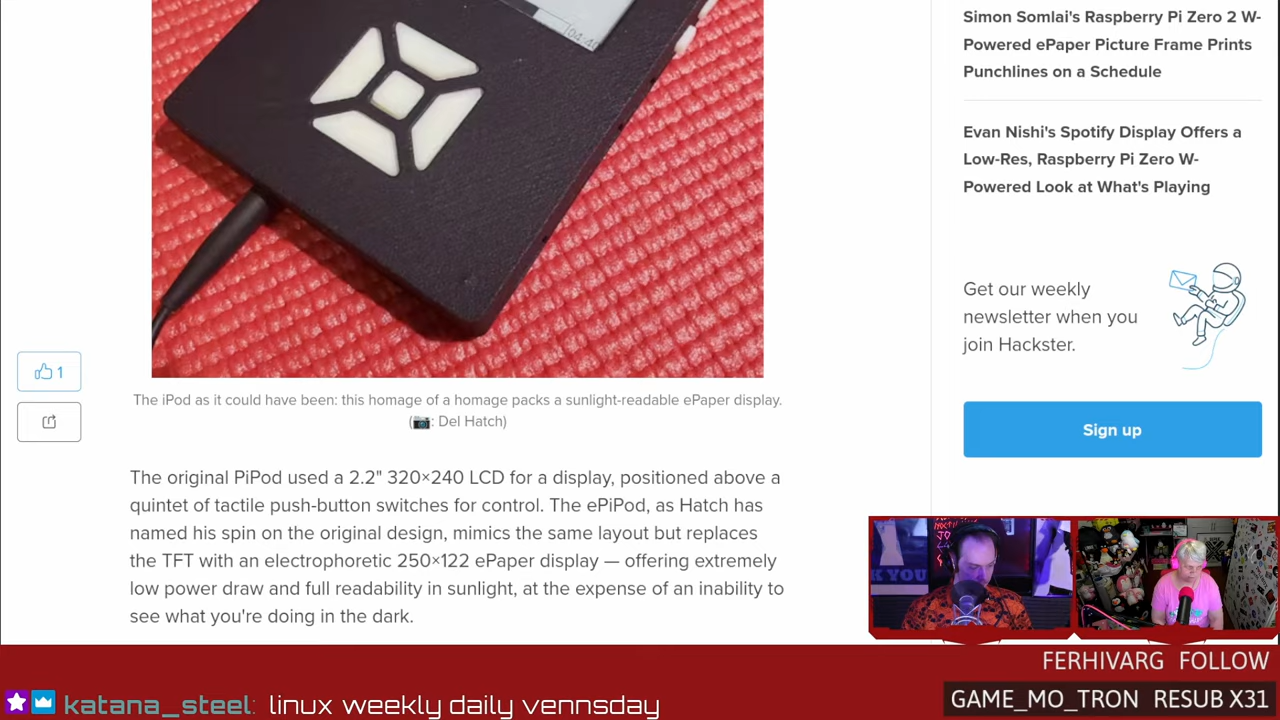 [04:4
Simon Somlai's Raspberry Pi Zero 2 W-
Powered ePaper Picture Frame Prints
Punchlines on a Schedule
Evan Nishi's Spotify Display Offers a
Low-Res, Raspberry Pi Zero W-
Powered Look at What's Playing
Get our weekly
newsletter when you
join Hackster.
Sign up
1
The iPod as it could have been: this homage of a homage packs a sunlight-readable ePaper display.
(📷: Del Hatch)
The original PiPod used a 2.2" 320×240 LCD for a display, positioned above a
quintet of tactile push-button switches for control. The ePiPod, as Hatch has
named his spin on the original design, mimics the same layout but replaces
the TFT with an electrophoretic 250×122 ePaper display — offering extremely
low power draw and full readability in sunlight, at the expense of an inability to
see what you're doing in the dark.
K YOU
FERHIVARG FOLLOW
GAME_MO_TRON RESUB X31
katana_steel: linux weekly daily vennsday